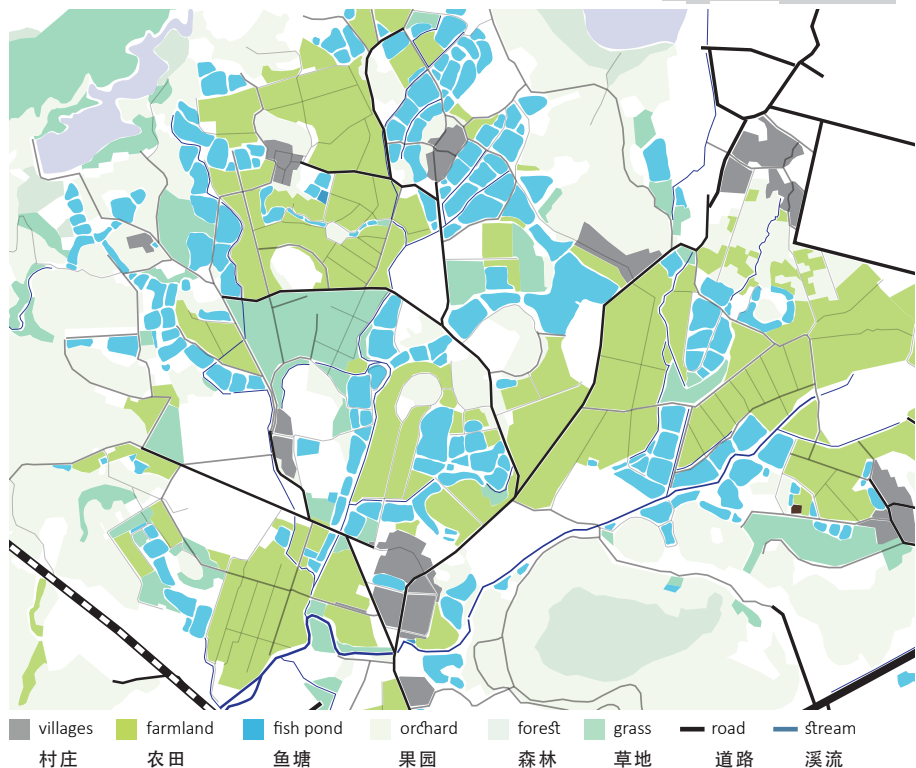 villages farmland fish pond orchard forest grass road stream
村庄 农田 鱼塘 果园 森林 草地 道路 溪流